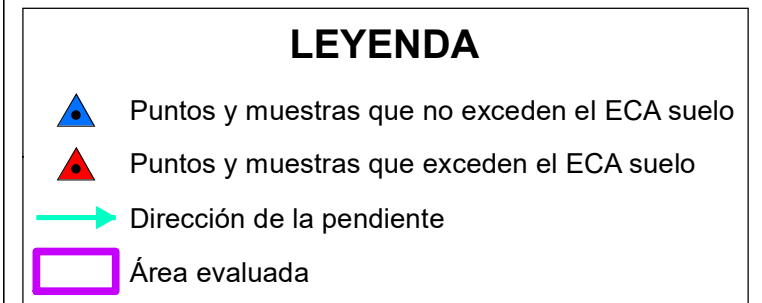 LEYENDA
Puntos y muestras que no exceden el ECA suelo
Puntos y muestras que exceden el ECA suelo
Dirección de la pendiente
Área evaluada